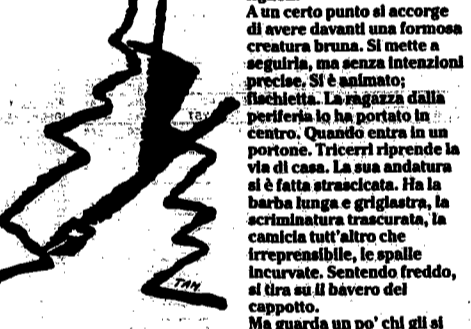 A un certo punto si accorge
di avere davanti una formosa
creatura bruna. Si mette a
seguirla, ma senza intenzioni
precise. Si è animato;
fischietta. La ragazza dalla
periferia lo ha portato in
centro. Quando entra in un
portone. Tricerri riprende la
via di casa. La sua andatura
si è fatta strascicata. Ha la
barba lunga e grigiastra, la
scriminatura trascurata, la
camicia tutt'altro che
irreprensibile, le spalle
incurvate. Sentendo freddo,
si tira su il bavero del
cappotto.
Ma guarda un po' chi gli si
TAM.